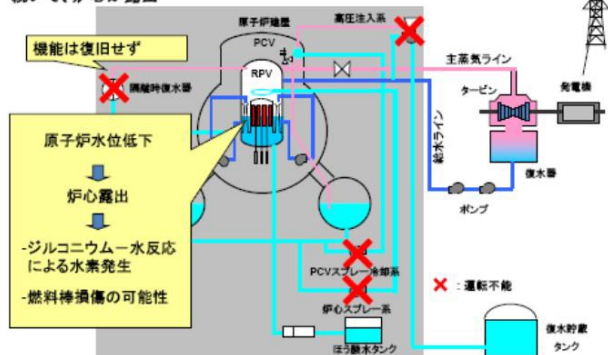 機能は復旧せず
原子炉建屋
PCV
RPV
高圧注入系
主蒸気ライン
隔離時復水器
タービン
発電機
原子炉水位低下
炉心露出
-ジルコニウム－水反応
による水素発生
-燃料棒損傷の可能性
給水ライン
復水器
ポンプ
PCVスプレー冷却系
×：運転不能
炉心スプレー系
ほう酸水タンク
復水貯蔵
タンク